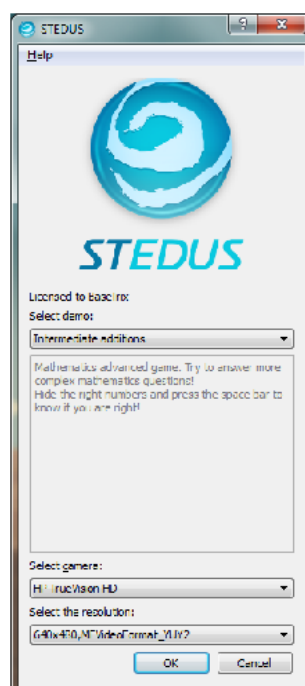 STEDUS
Help
STEDUS
Licensed to
Select demo:
Intermediate additions
Mathematics advanced game. Try to answer more
complex mathematics questions!
Hide the right numbers and press the space bar to
know if you are right!
Select camera:
HP TrueVision HD
Select the resolution:
640x480,MFVideoFormat_YUY2
OK
Cancel